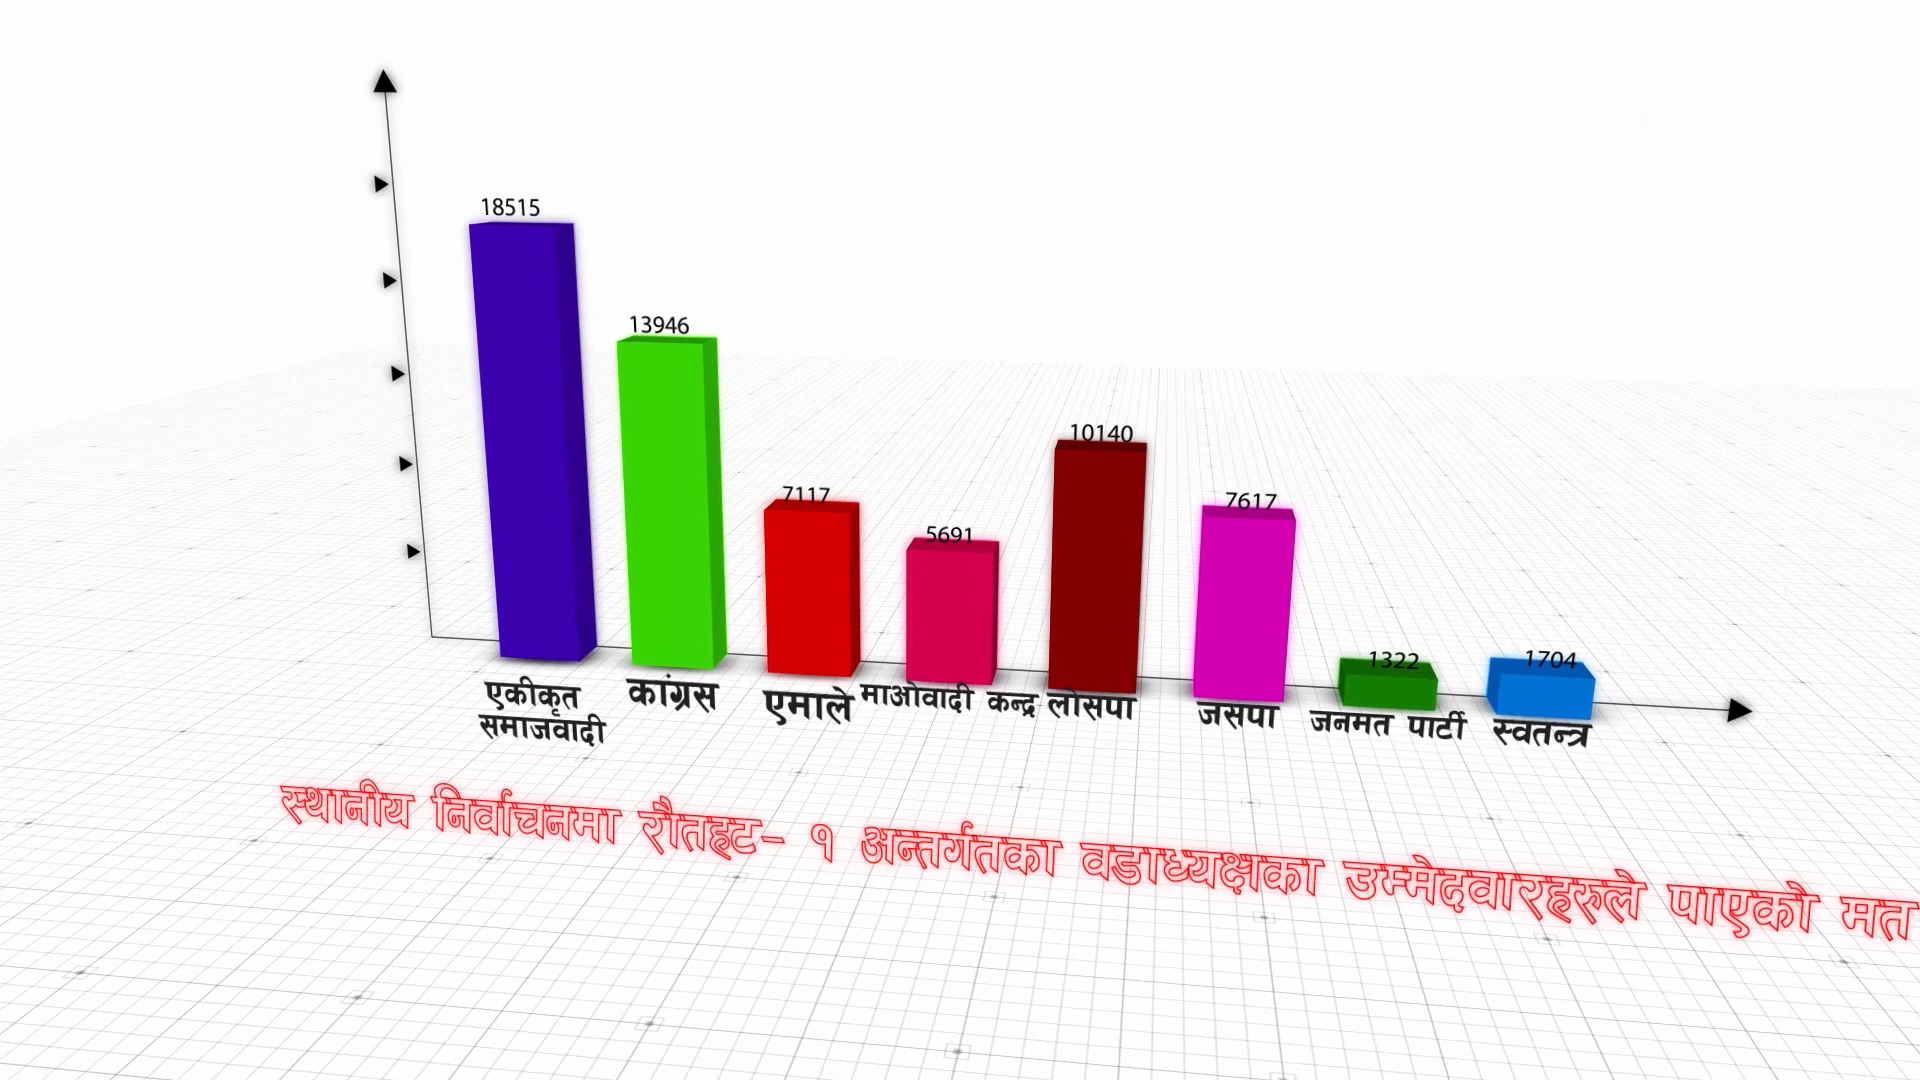 18515
13946
7117
5691
10140
7617
1322
1704
एकीकृत
समाजवादी
कांग्रस
एमाले
माओवादी कन्द्र
लोसपा
जसपा
जनमत पार्टी
स्वतन्त्र
स्थानीय निर्वाचनमा रौतहट- १ अन्तर्गतका वडाध्यक्षका उम्मेदवारहरुले पाएको मत